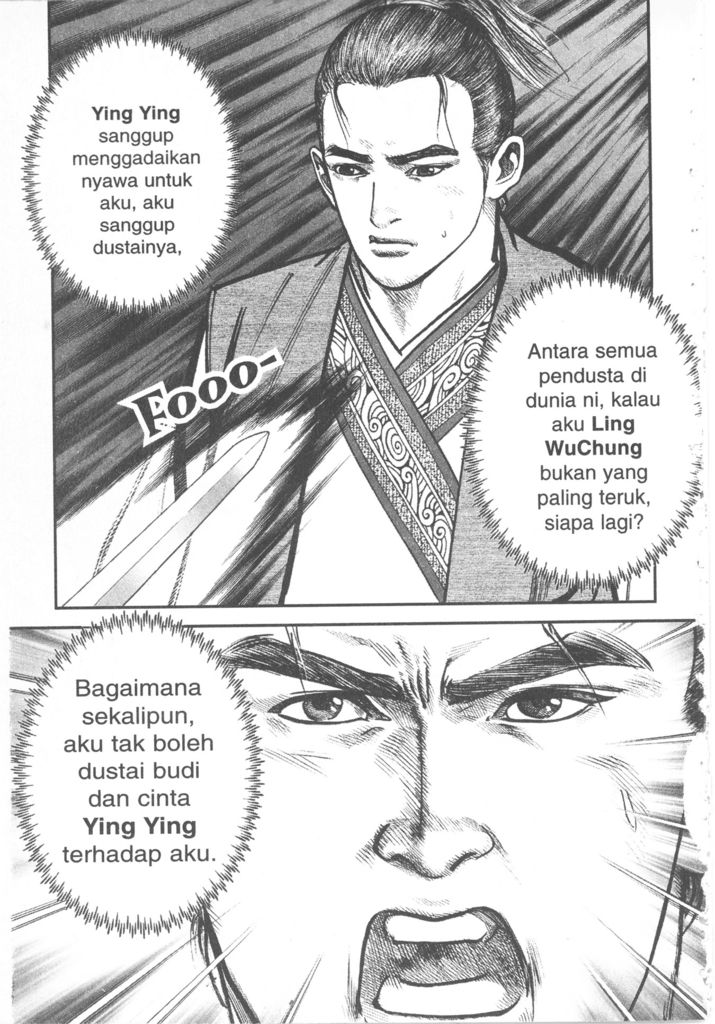 Ying Ying
sanggup
menggadaikan
nyawa untuk
aku, aku
sanggup
dustainya,
Fooo-
Antara semua
pendusta di
dunia ni, kalau
aku Ling
WuChung
bukan yang
paling teruk,
siapa lagi?
Bagaimana
sekalipun,
aku tak boleh
dustai budi
dan cinta
Ying Ying
terhadap aku.